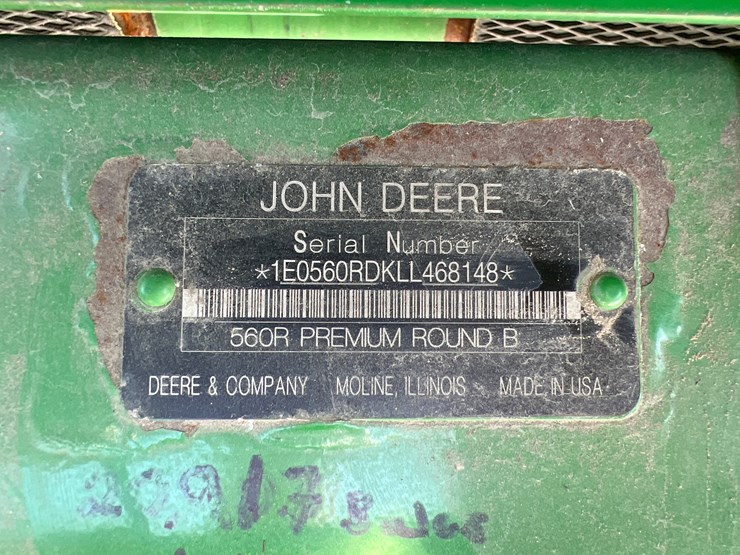 JOHN DEERE
Serial Number
*1E0560RDKLL468148*
560R PREMIUM ROUND B
DEERE & COMPANY MOLINE, ILLINOIS MADE IN USA